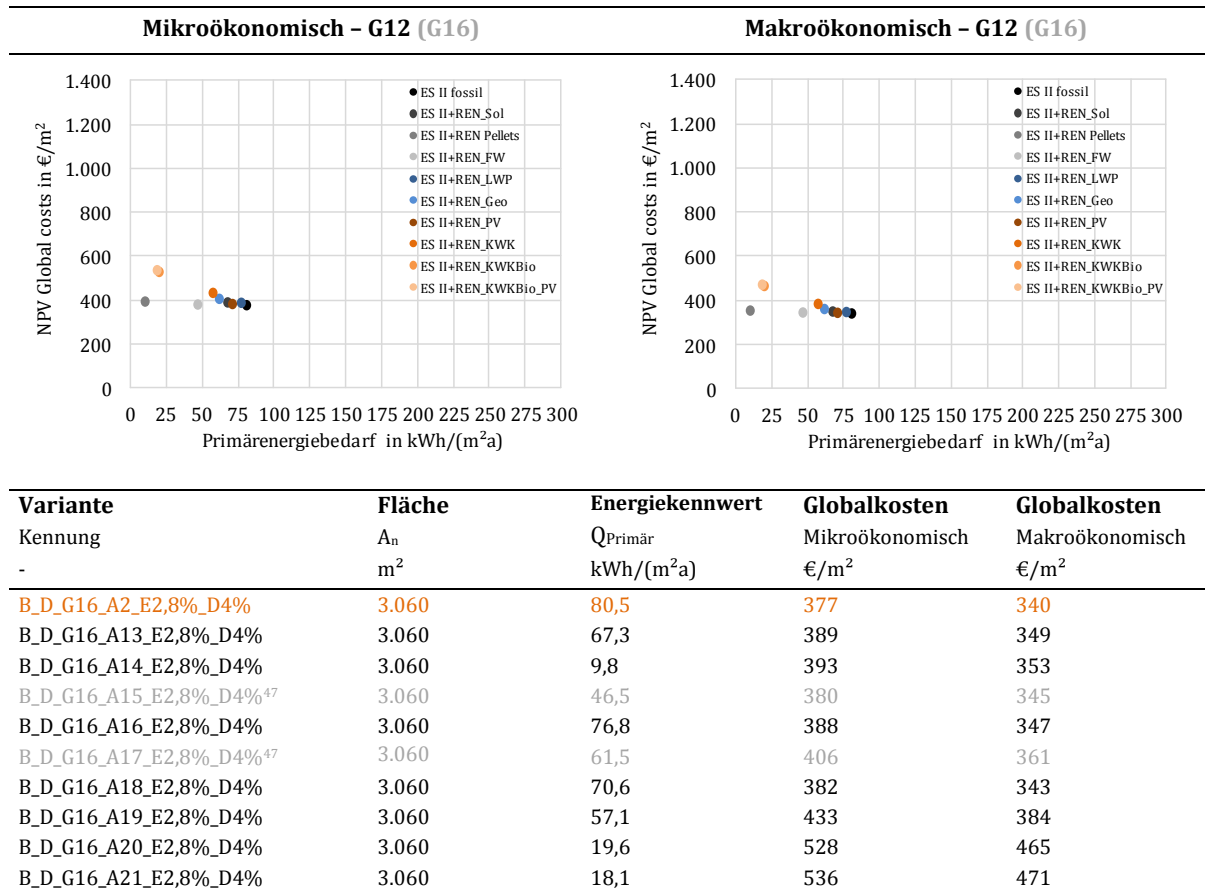 Mikroökonomisch – G12 (G16)
Makroökonomisch – G12 (G16)
NPV Global costs in €/m²
1.400
1.200
1.000
800
600
400
200
0
0 25 50 75 100 125 150 175 200 225 250 275 300
Primärenergiebedarf in kWh/(m²a)
ES II fossil
ES II+REN_Sol
ES II+REN Pellets
ES II+REN_FW
ES II+REN_LWP
ES II+REN_Geo
ES II+REN_PV
ES II+REN_KWK
ES II+REN_KWKBio
ES II+REN_KWKBio_PV
NPV Global costs in €/m²
1.400
1.200
1.000
800
600
400
200
0
0 25 50 75 100 125 150 175 200 225 250 275 300
Primärenergiebedarf in kWh/(m²a)
ES II fossil
ES II+REN_Sol
ES II+REN Pellets
ES II+REN_FW
ES II+REN_LWP
ES II+REN_Geo
ES II+REN_PV
ES II+REN_KWK
ES II+REN_KWKBio
ES II+REN_KWKBio_PV
Variante Fläche Energiekennwert Globalkosten Globalkosten
Kennung An QPrimär Mikroökonomisch Makroökonomisch
- m² kWh/(m²a) €/m² €/m²
B_D_G16_A2_E2,8%_D4% 3.060 80,5 377 340
B_D_G16_A13_E2,8%_D4% 3.060 67,3 389 349
B_D_G16_A14_E2,8%_D4% 3.060 9,8 393 353
B_D_G16_A15_E2,8%_D4%⁴⁷ 3.060 46,5 380 345
B_D_G16_A16_E2,8%_D4% 3.060 76,8 388 347
B_D_G16_A17_E2,8%_D4%⁴⁷ 3.060 61,5 406 361
B_D_G16_A18_E2,8%_D4% 3.060 70,6 382 343
B_D_G16_A19_E2,8%_D4% 3.060 57,1 433 384
B_D_G16_A20_E2,8%_D4% 3.060 19,6 528 465
B_D_G16_A21_E2,8%_D4% 3.060 18,1 536 471